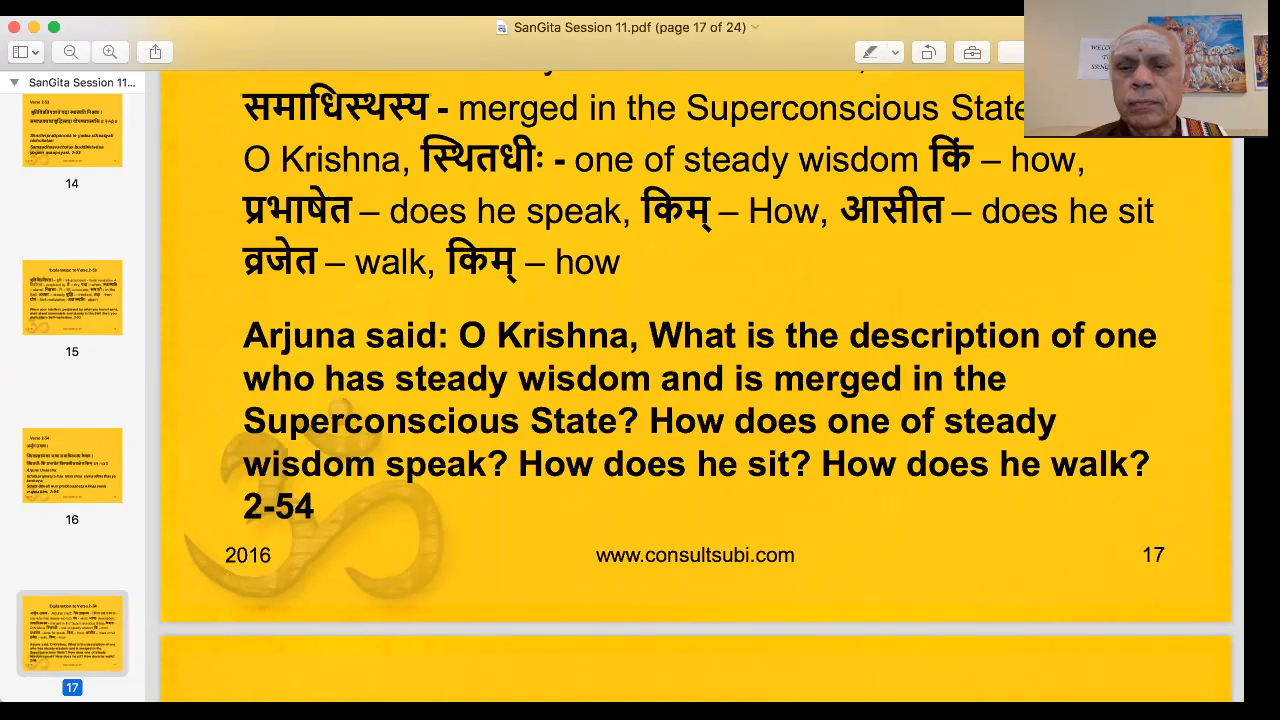 SanGita Session 11.pdf (page 17 of 24)
SanGita Session 11...
14
15
16
17
समाधिस्थस्य - merged in the Superconscious State
O Krishna, स्थितधीः - one of steady wisdom किं – how,
प्रभाषेत – does he speak, किम् – How, आसीत – does he sit
व्रजेत – walk, किम् – how
Arjuna said: O Krishna, What is the description of one
who has steady wisdom and is merged in the
Superconscious State? How does one of steady
wisdom speak? How does he sit? How does he walk?
2-54
2016
www.consultsubi.com
17